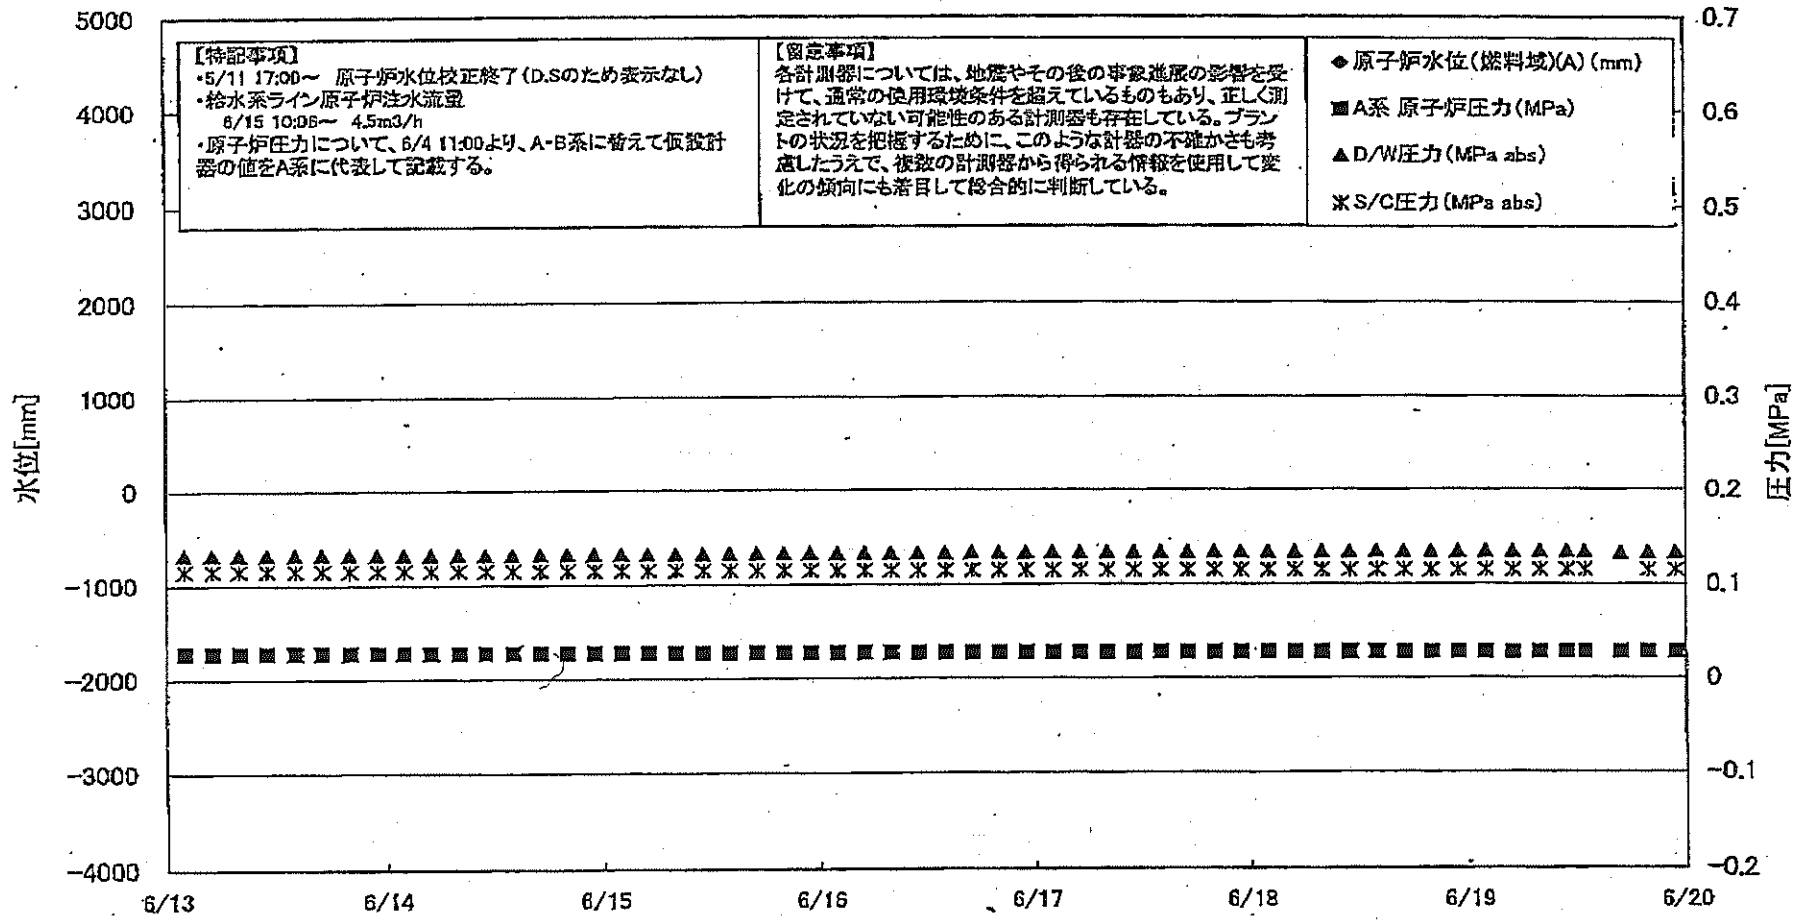 【特記事項】
・5/11 17:00～ 原子炉水位校正終了(D.Sのため表示なし)
・給水系ライン原子炉注水流量
6/15 10:06～ 4.5m3/h
・原子炉圧力について、6/4 11:00より、A・B系に替えて仮設計
器の値をA系に代表して記載する。
【留意事項】
各計測器については、地震やその後の事象進展の影響を受
けて、通常の使用環境条件を超えているものもあり、正しく測
定されていない可能性のある計測器も存在している。プラン
トの状況を把握するために、このような計器の不確かさも考
慮したうえで、複数の計測器から得られる情報を使用して変
化の傾向にも着目して総合的に判断している。
◆原子炉水位(燃料域)(A)(mm)
■A系 原子炉圧力(MPa)
▲D/W圧力(MPa abs)
S/C圧力(MPa abs)
水位[mm]
5000
4000
3000
2000
1000
0
-1000
-2000
-3000
-4000
0.7
0.6
0.5
0.4
0.3
0.2
0.1
0
-0.1
-0.2
圧力[MPa]
6/13 6/14 6/15 6/16 6/17 6/18 6/19 6/20